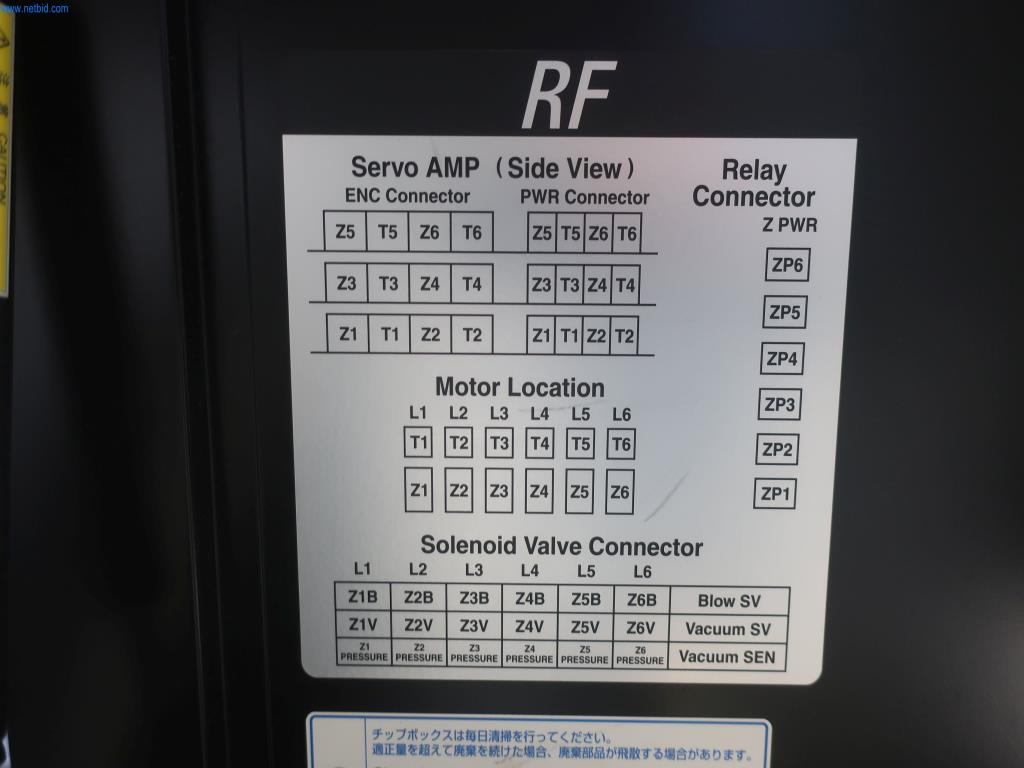 www.netbid.com
注意
CAUTION
RF
Servo AMP (Side View)
ENC Connector PWR Connector
Z5 T5 Z6 T6 Z5 T5 Z6 T6
Z3 T3 Z4 T4 Z3 T3 Z4 T4
Z1 T1 Z2 T2 Z1 T1 Z2 T2
Relay
Connector
Z PWR
ZP6
ZP5
ZP4
ZP3
ZP2
ZP1
Motor Location
L1 L2 L3 L4 L5 L6
T1 T2 T3 T4 T5 T6
Z1 Z2 Z3 Z4 Z5 Z6
Solenoid Valve Connector
L1 L2 L3 L4 L5 L6
Z1B Z2B Z3B Z4B Z5B Z6B Blow SV
Z1V Z2V Z3V Z4V Z5V Z6V Vacuum SV
Z1 Z2 Z3 Z4 Z5 Z6
PRESSURE PRESSURE PRESSURE PRESSURE PRESSURE PRESSURE Vacuum SEN
チップボックスは毎日清掃を行ってください。
適正量を超えて廃棄を続けた場合、廃棄部品が飛散する場合があります。